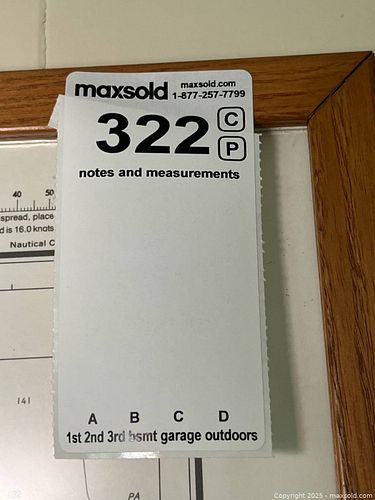 maxsold
maxsold.com
1-877-257-7799
322
C
P
notes and measurements
40 50
spread, place
d is 16.0 knots
Nautical C
141
A B C D
1st 2nd 3rd bsmt garage outdoors
132
PA
Copyright 2025 - maxsold.com